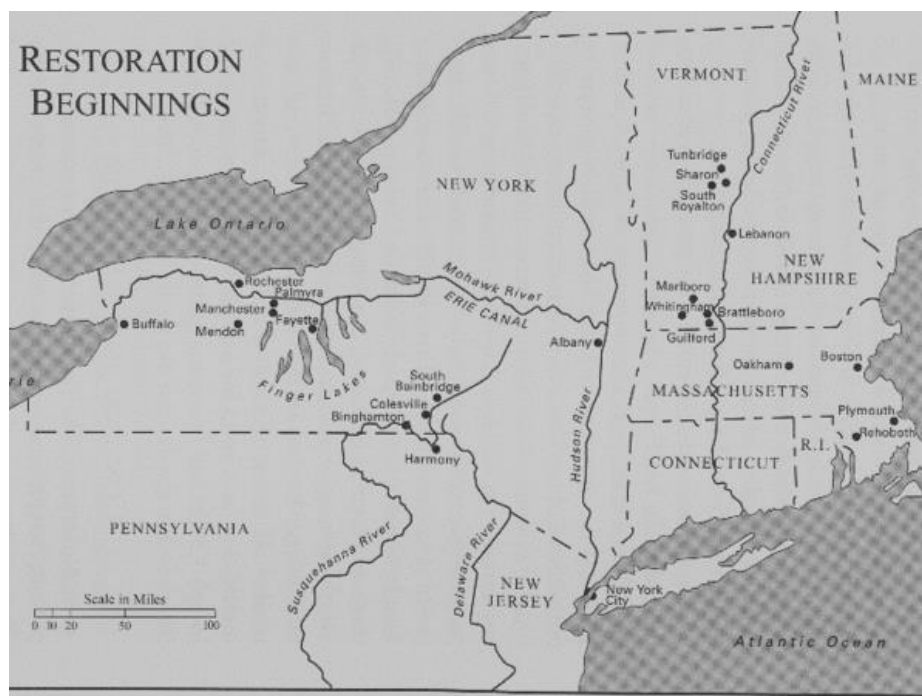 RESTORATION
BEGINNINGS
VERMONT
MAINE
Connecticut River
Tunbridge
Sharon
South
Royalton
NEW YORK
Lake Ontario
Lebanon
NEW
HAMPSHIRE
Rochester
Palmyra
Mohawk River
ERIE CANAL
Manchester
Fayette
Buffalo
Mendon
Marlboro
Whitingham
Brattleboro
Guilford
Albany
Finger Lakes
Oakham
Boston
MASSACHUSETTS
South
Bainbridge
Colesville
Binghamton
Harmony
Hudson River
Plymouth
Rehoboth
R.I.
CONNECTICUT
PENNSYLVANIA
Susquehanna River
Delaware River
NEW
JERSEY
New York
City
Scale in Miles
0 10 20 50 100
Atlantic Ocean